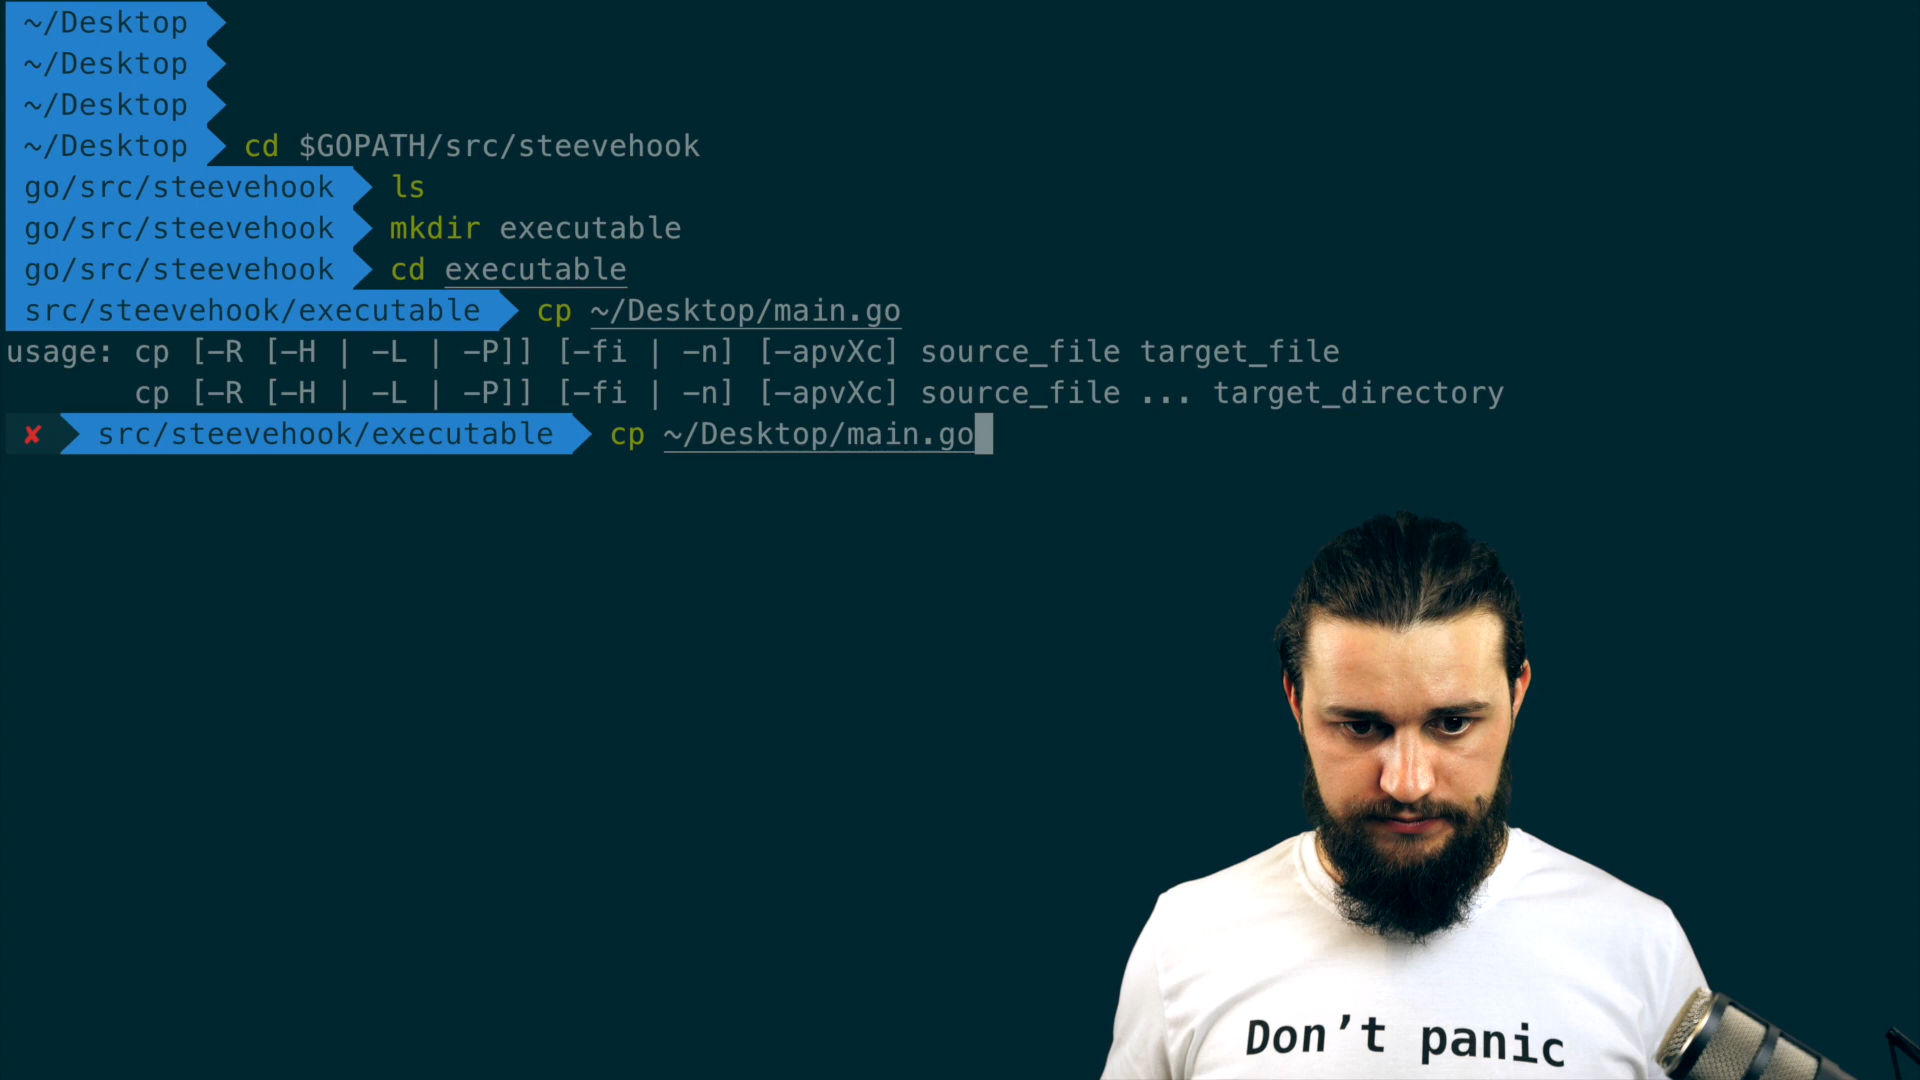 ~/Desktop
~/Desktop
~/Desktop
~/Desktop cd $GOPATH/src/steevehook
go/src/steevehook ls
go/src/steevehook mkdir executable
go/src/steevehook cd executable
src/steevehook/executable cp ~/Desktop/main.go
usage: cp [-R [-H | -L | -P]] [-fi | -n] [-apvXc] source_file target_file
cp [-R [-H | -L | -P]] [-fi | -n] [-apvXc] source_file ... target_directory
✘ src/steevehook/executable cp ~/Desktop/main.go
Don't panic